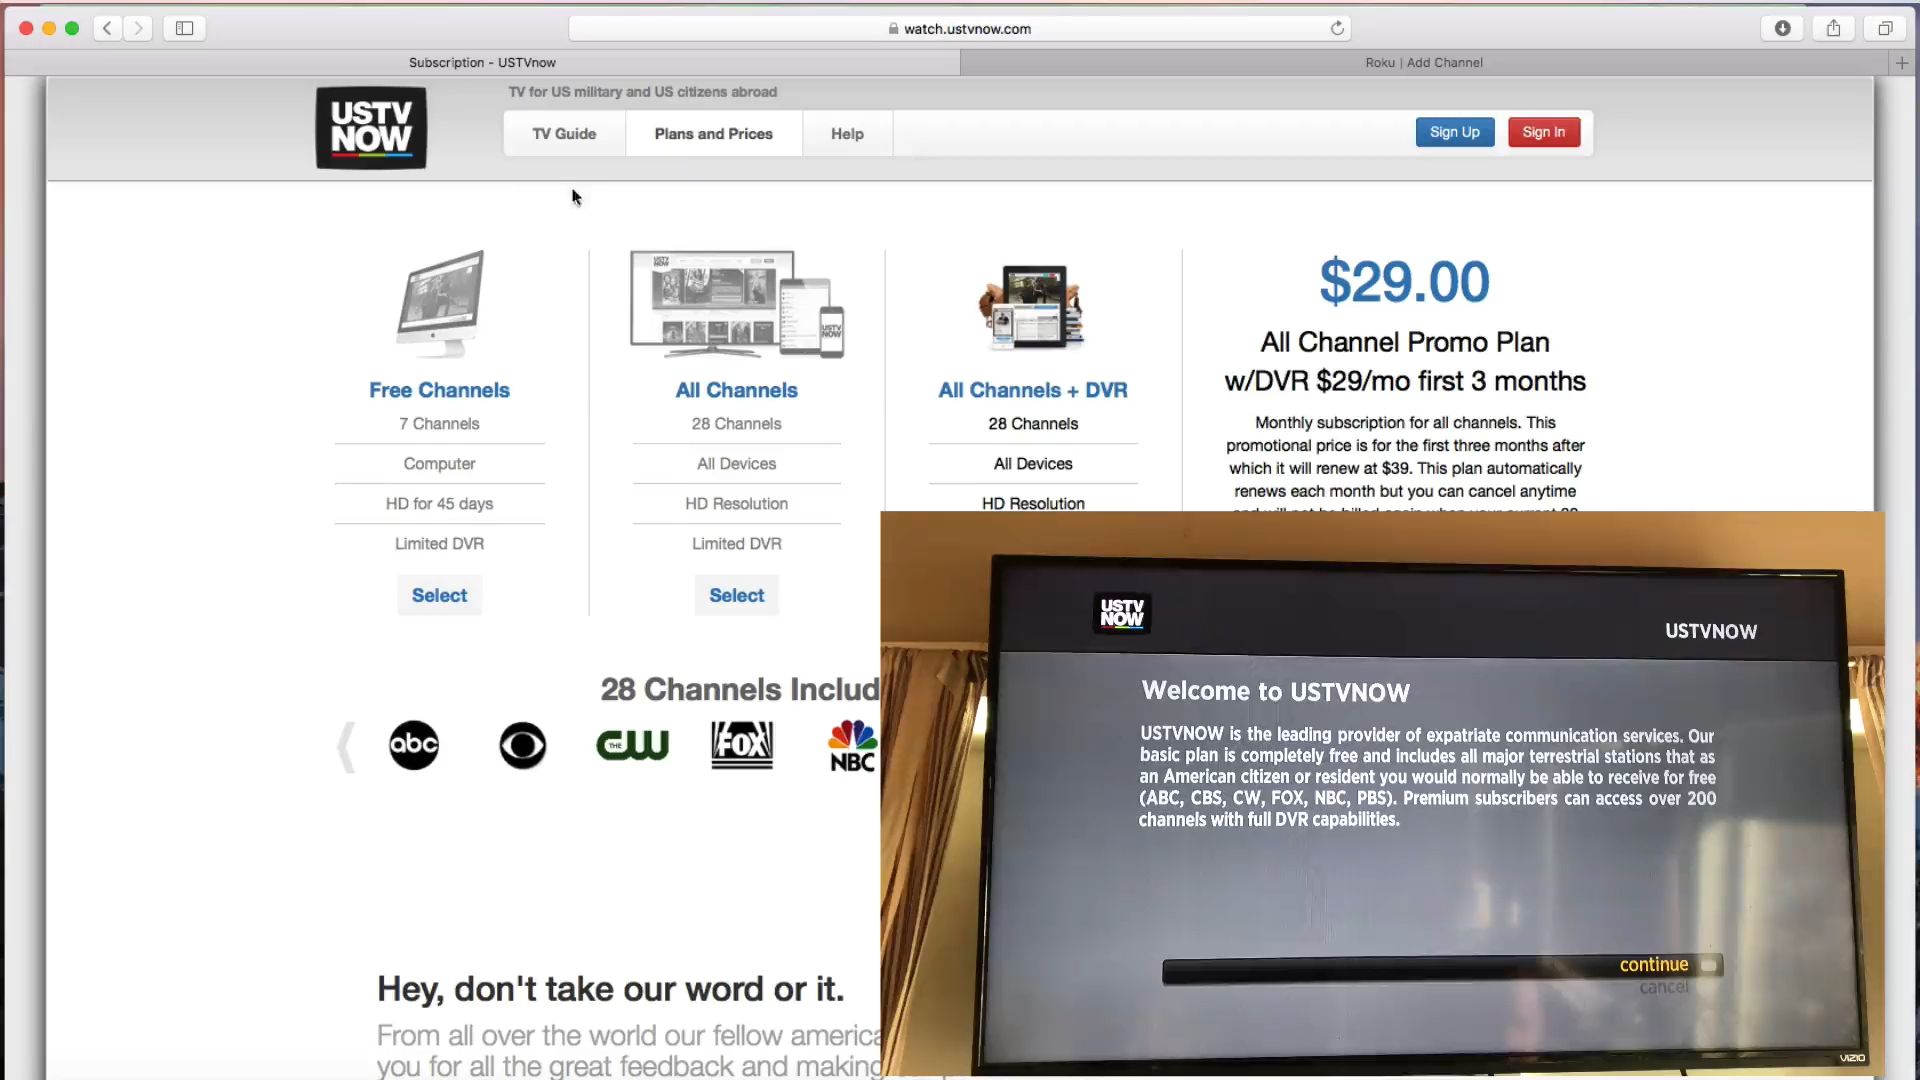 watch.ustvnow.com
Subscription - USTVnow
Roku | Add Channel
USTV
NOW
TV for US military and US citizens abroad
TV Guide
Plans and Prices
Help
Sign Up
Sign In
Free Channels
7 Channels
Computer
HD for 45 days
Limited DVR
Select
All Channels
28 Channels
All Devices
HD Resolution
Limited DVR
Select
All Channels + DVR
28 Channels
All Devices
HD Resolution
$29.00
All Channel Promo Plan
w/DVR $29/mo first 3 months
Monthly subscription for all channels. This
promotional price is for the first three months after
which it will renew at $39. This plan automatically
renews each month but you can cancel anytime
28 Channels Includ
abc
THE CW
FOX
NBC
Hey, don't take our word or it.
From all over the world our fellow america
you for all the great feedback and making
USTV
NOW
USTVNOW
Welcome to USTVNOW
USTVNOW is the leading provider of expatriate communication services. Our
basic plan is completely free and includes all major terrestrial stations that as
an American citizen or resident you would normally be able to receive for free
(ABC, CBS, CW, FOX, NBC, PBS). Premium subscribers can access over 200
channels with full DVR capabilities.
continue
cancel
VIZIO